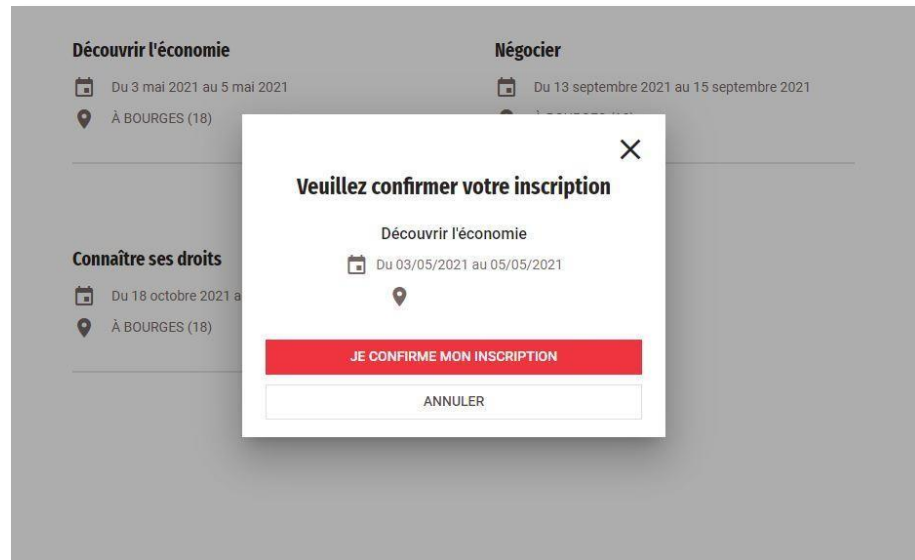 Découvrir l'économie
Du 3 mai 2021 au 5 mai 2021
À BOURGES (18)
Négocier
Du 13 septembre 2021 au 15 septembre 2021
Veuillez confirmer votre inscription
Découvrir l'économie
Du 03/05/2021 au 05/05/2021
JE CONFIRME MON INSCRIPTION
ANNULER
Connaître ses droits
Du 18 octobre 2021 a
À BOURGES (18)